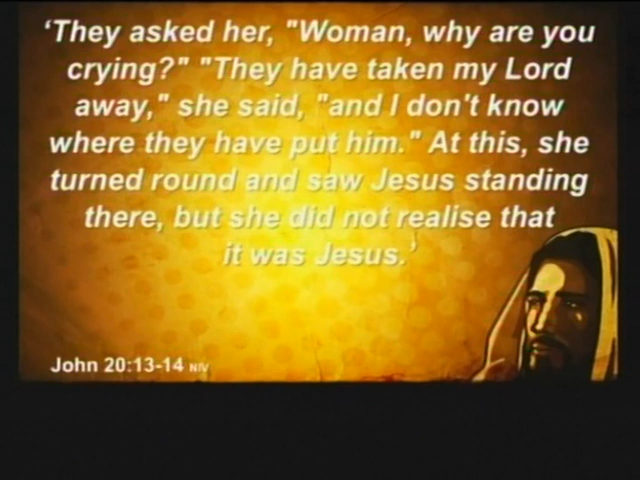 ‘They asked her, "Woman, why are you
crying?" "They have taken my Lord
away," she said, "and I don't know
where they have put him." At this, she
turned round and saw Jesus standing
there, but she did not realise that
it was Jesus.’
John 20:13-14 NIV